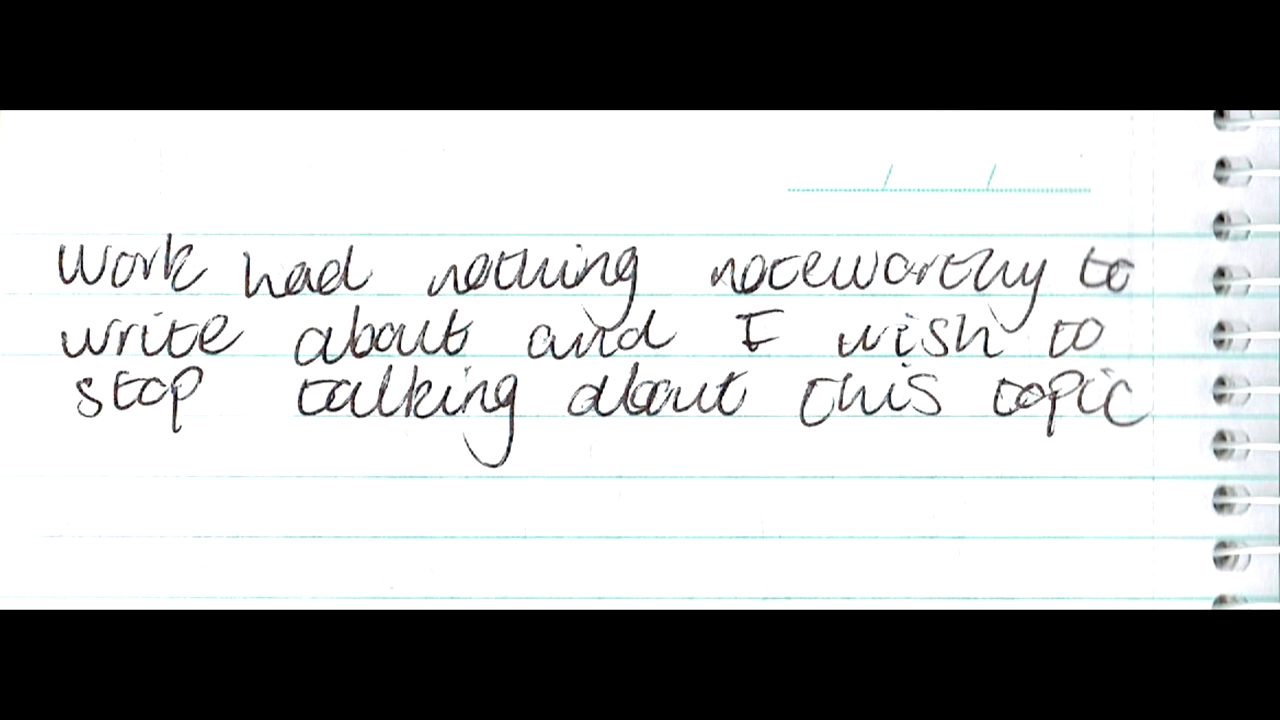 Work had nothing noteworthy to
write about and I wish to
stop talking about this topic